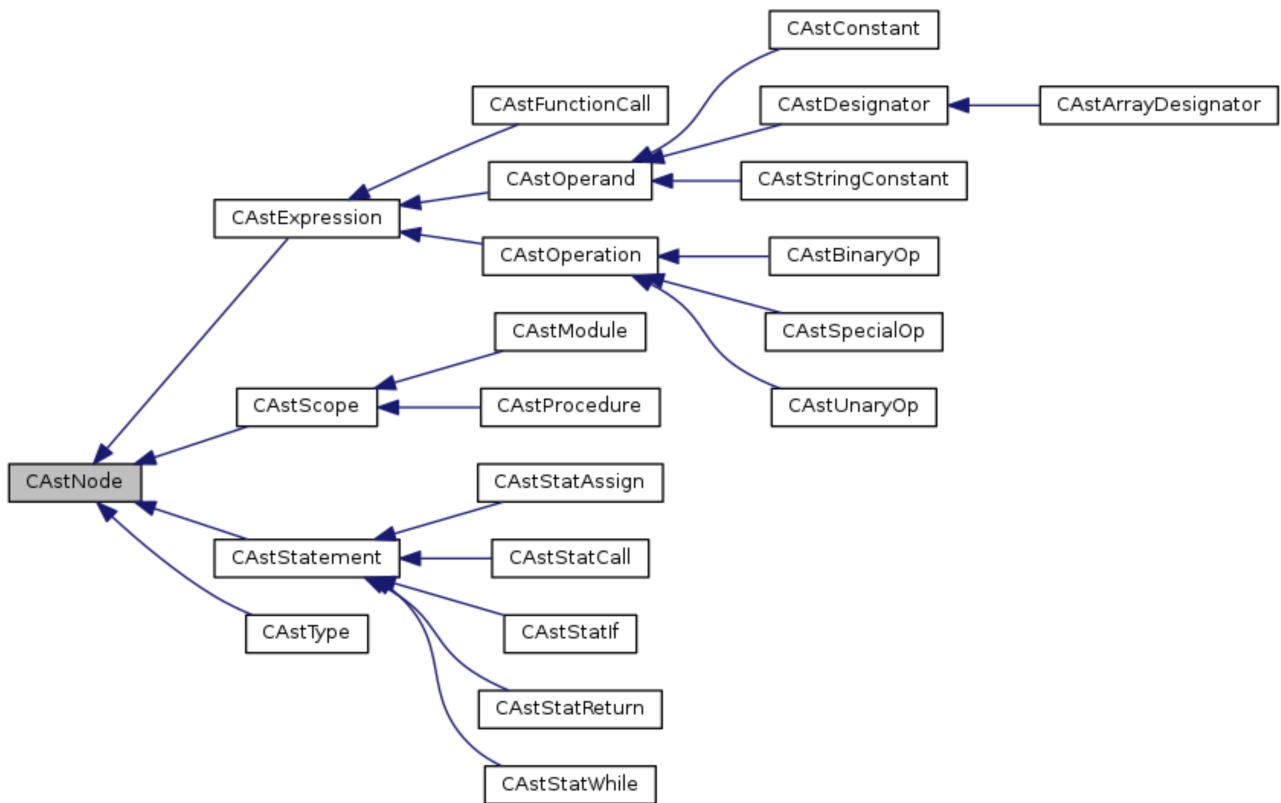 CAstConstant
CAstFunctionCall
CAstDesignator
CAstArrayDesignator
CAstOperand
CAstStringConstant
CAstExpression
CAstOperation
CAstBinaryOp
CAstModule
CAstSpecialOp
CAstScope
CAstProcedure
CAstUnaryOp
CAstNode
CAstStatAssign
CAstStatement
CAstStatCall
CAstType
CAstStatIf
CAstStatReturn
CAstStatWhile